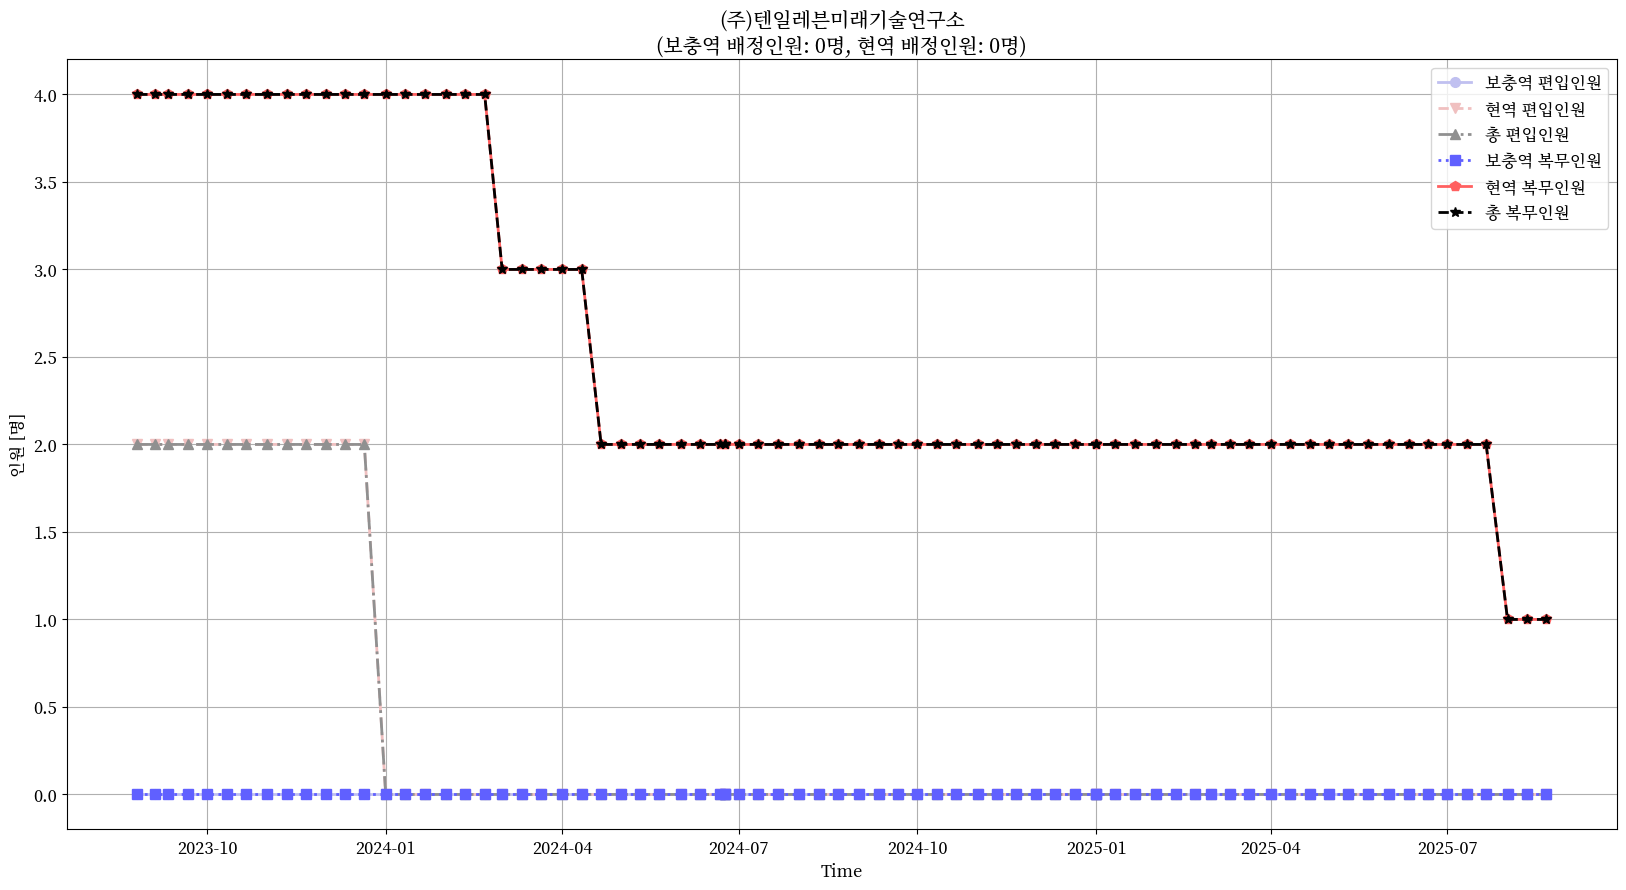 (주)텐일레븐미래기술연구소
(보충역 배정인원: 0명, 현역 배정인원: 0명)
보충역 편입인원
현역 편입인원
총 편입인원
보충역 복무인원
현역 복무인원
총 복무인원
인원 [명]
4.0
3.5
3.0
2.5
2.0
1.5
1.0
0.5
0.0
2023-10
2024-01
2024-04
2024-07
2024-10
2025-01
2025-04
2025-07
Time